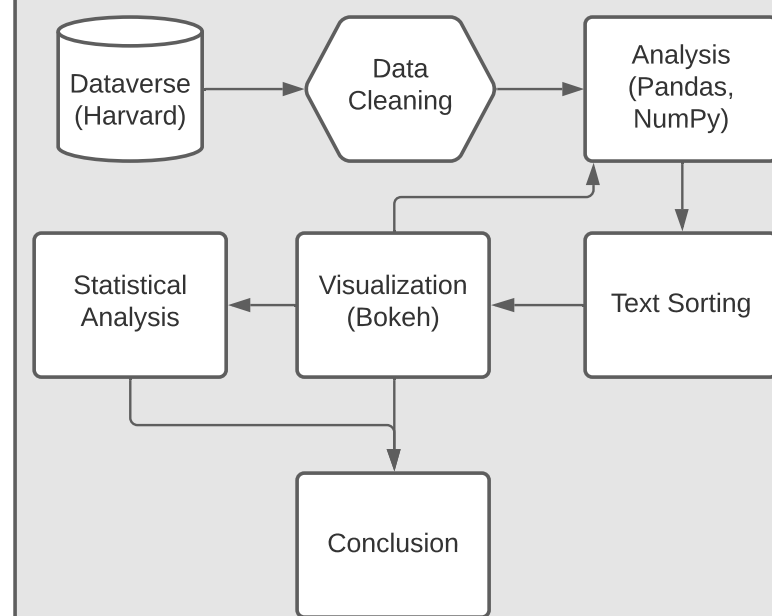 Dataverse
(Harvard)
Data
Cleaning
Analysis
(Pandas,
NumPy)
Statistical
Analysis
Visualization
(Bokeh)
Text Sorting
Conclusion